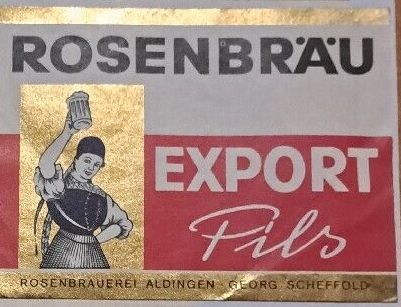 ROSENBRÄU
EXPORT
Pils
ROSENBRAUEREI ALDINGEN GEORG SCHEFFOLD